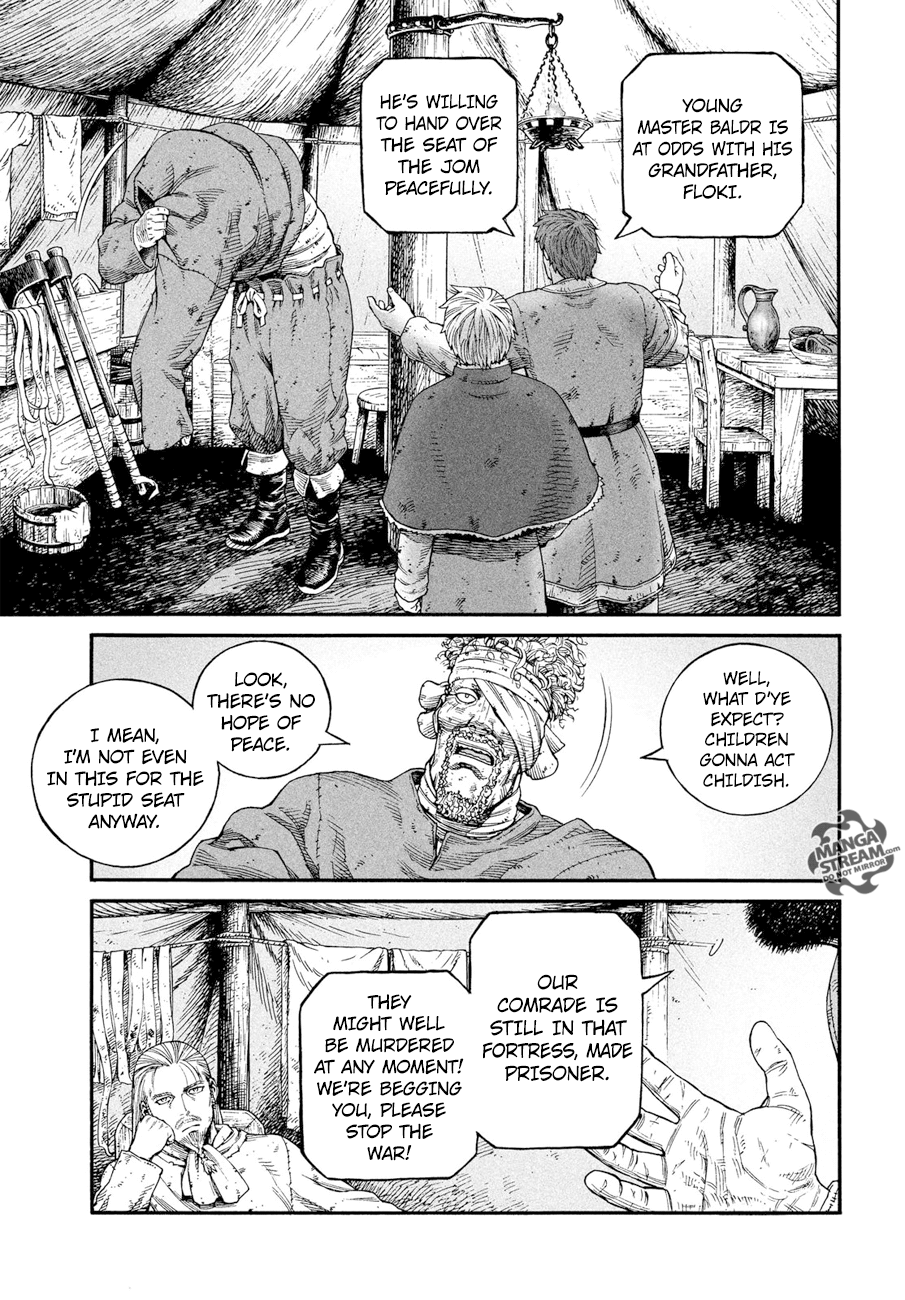 YOUNG
MASTER BALDR IS
AT ODDS WITH HIS
GRANDFATHER,
FLOKI.
HE'S WILLING
TO HAND OVER
THE SEAT OF
THE JOM
PEACEFULLY.
WELL,
WHAT D'YE
EXPECT?
CHILDREN
GONNA ACT
CHILDISH.
LOOK,
THERE'S NO
HOPE OF
PEACE.
I MEAN,
I'M NOT EVEN
IN THIS FOR THE
STUPID SEAT
ANYWAY.
MANGA
STREAM.com
DO NOT MIRROR
OUR
COMRADE IS
STILL IN THAT
FORTRESS, MADE
PRISONER.
THEY
MIGHT WELL
BE MURDERED
AT ANY MOMENT!
WE'RE BEGGING
YOU, PLEASE
STOP THE
WAR!